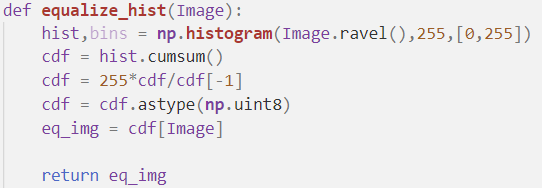 def equalize_hist(Image):
    hist,bins = np.histogram(Image.ravel(),255,[0,255])
    cdf = hist.cumsum()
    cdf = 255*cdf/cdf[-1]
    cdf = cdf.astype(np.uint8)
    eq_img = cdf[Image]
    return eq_img